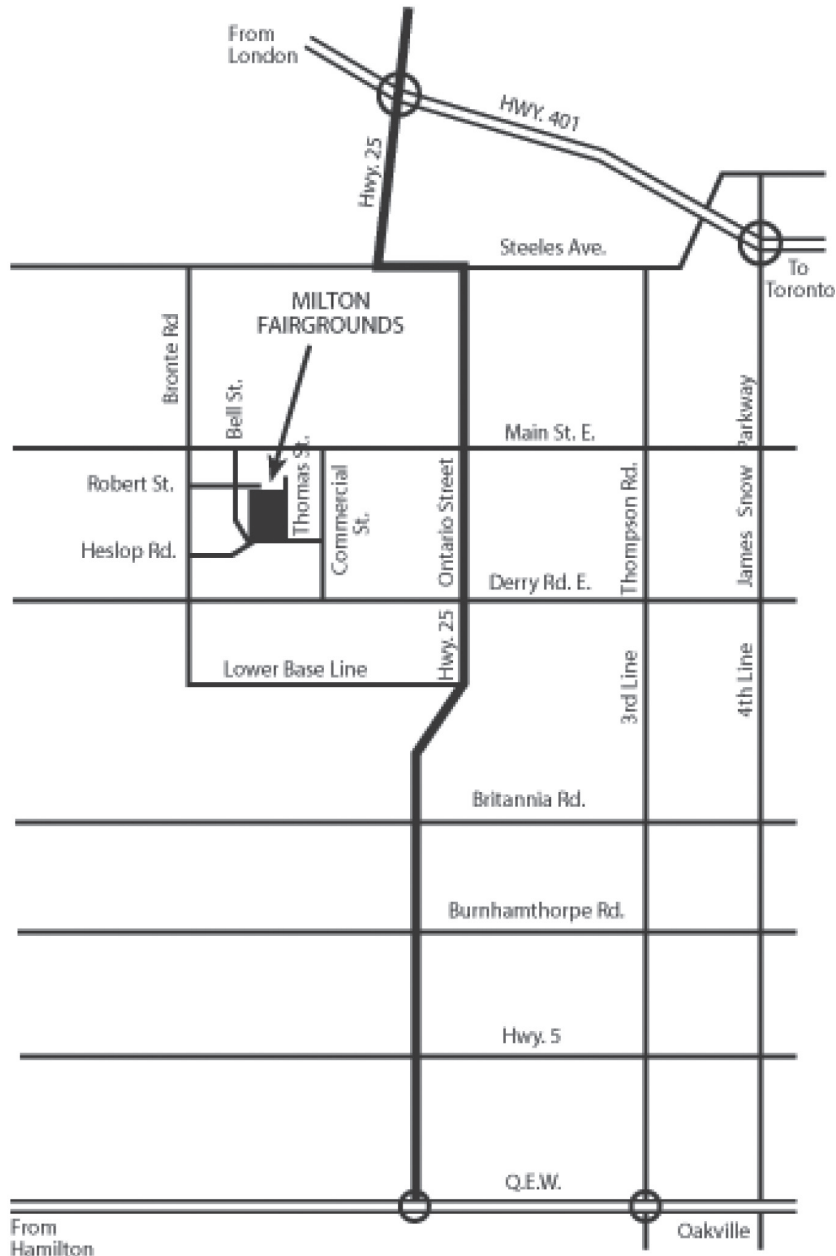 From
London
HWY. 401
Hwy. 25
Steeles Ave.
To
Toronto
MILTON
FAIRGROUNDS
Bronte Rd
Bell St.
Main St. E.
Robert St.
Thomas St.
Commercial
St.
Ontario Street
Thompson Rd.
James Snow Parkway
Heslop Rd.
Derry Rd. E.
Hwy. 25
Lower Base Line
3rd Line
4th Line
Britannia Rd.
Burnhamthorpe Rd.
Hwy. 5
Q.E.W.
From
Hamilton
Oakville